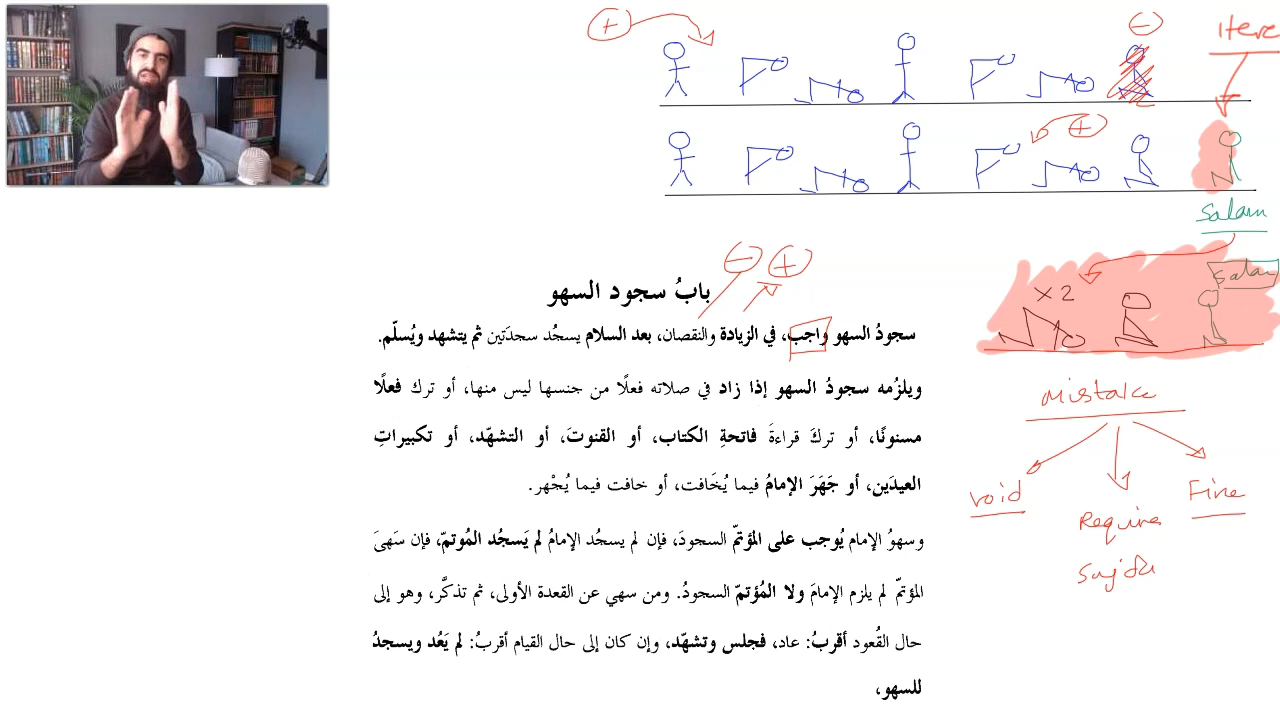 +
-
Here
+
salam
salam
- +
×2
بابُ سجود السهو
سجودُ السهو واجب، في الزيادة والنقصان، بعد السلام يسجُد سجدَتين ثم يتشهد ويُسلّم.
ويلزُمه سجودُ السهو إذا زاد في صلاته فعلًا من جنسها ليس منها، أو ترك فعلًا
مسنونًا، أو تركَ قراءةَ فاتحةِ الكتاب، أو القنوتَ، أو التشهّد، أو تكبيراتِ
العيدَين، أو جَهَرَ الإمامُ فيما يُخَافت، أو خافت فيما يُجْهر.
وسهوُ الإمام يُوجب على المؤتمّ السجودَ، فإن لم يسجُد الإمامُ لم يَسجُد المُوتمّ، فإن سَهىَ
المؤتمّ لم يلزم الإمامَ ولا المُؤتمّ السجودُ. ومن سهي عن القعدة الأولى، ثم تذكَّر، وهو إلى
حال القُعود أقربُ: عاد، فجلس وتشهّد، وإن كان إلى حال القيام أقربُ: لم يَعُد ويسجدُ
للسهو،
mistake
void
Require
sajda
Fine